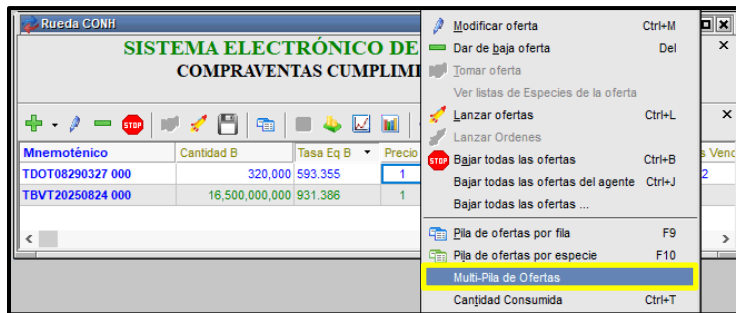 Rueda CONH
SISTEMA ELECTRÓNICO DE
COMPRAVENTAS CUMPLIMI
STOP
Mnemotécnico Cantidad B Tasa Eq B Precio s Venc
TDOT08290327 000 320,000 593.355 1 2
TBVT20250824 000 16,500,000,000 931.386 1
Modificar oferta Ctrl+M
Dar de baja oferta Del
Tomar oferta
Ver listas de Especies de la oferta
Lanzar ofertas Ctrl+L
Lanzar Ordenes
STOP Bajar todas las ofertas Ctrl+B
Bajar todas las ofertas del agente Ctrl+J
Bajar todas las ofertas ...
Pila de ofertas por fila F9
Pila de ofertas por especie F10
Multi-Pila de Ofertas
Cantidad Consumida Ctrl+T